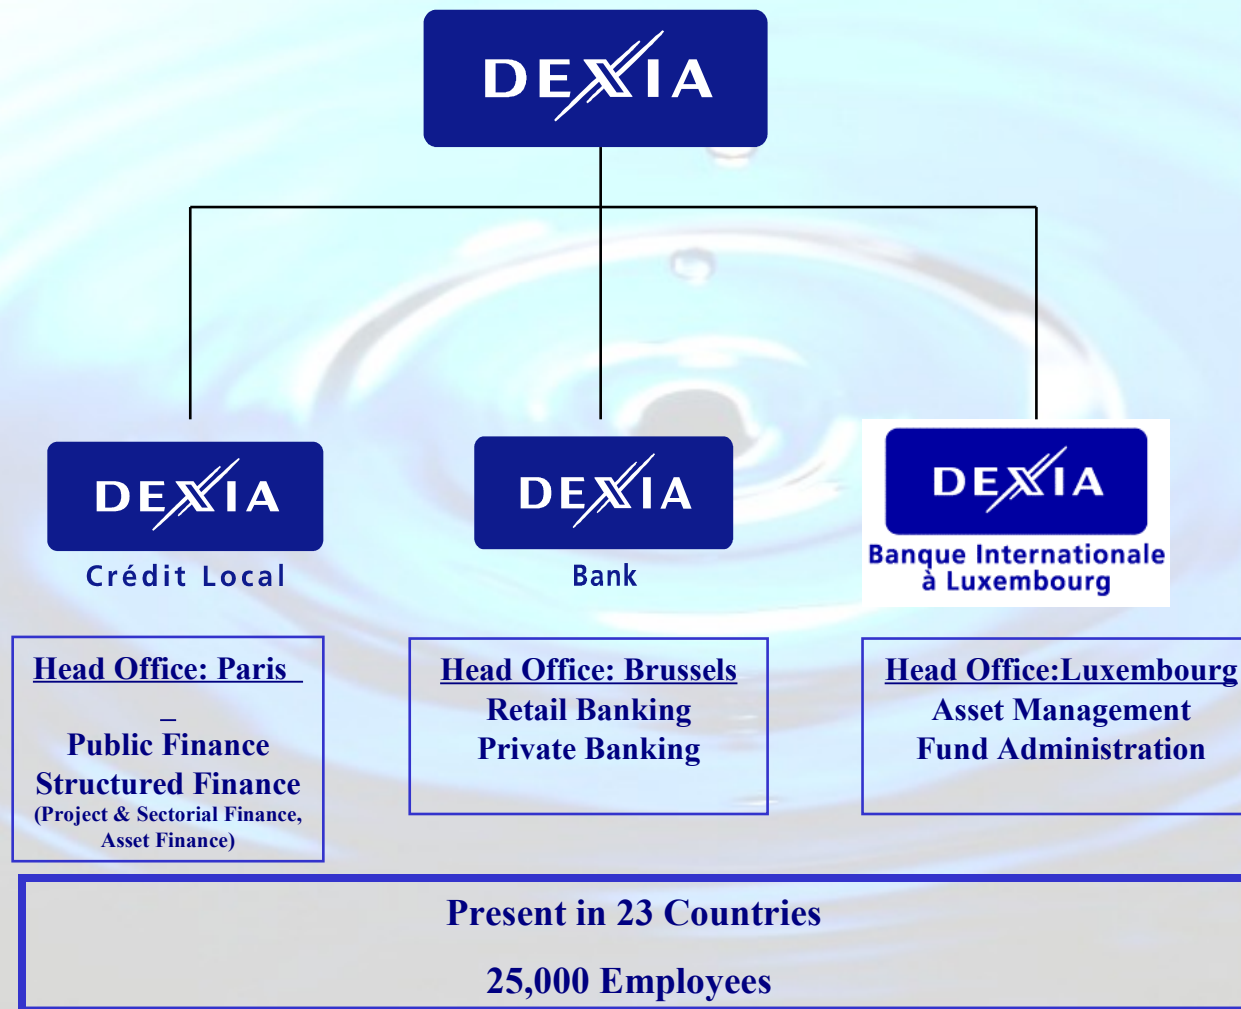 DEXIA
DEXIA
Crédit Local
DEXIA
Bank
DEXIA
Banque Internationale
à Luxembourg
Head Office: Paris
Public Finance
Structured Finance
(Project & Sectorial Finance,
Asset Finance)
Head Office: Brussels
Retail Banking
Private Banking
Head Office:Luxembourg
Asset Management
Fund Administration
Present in 23 Countries
25,000 Employees